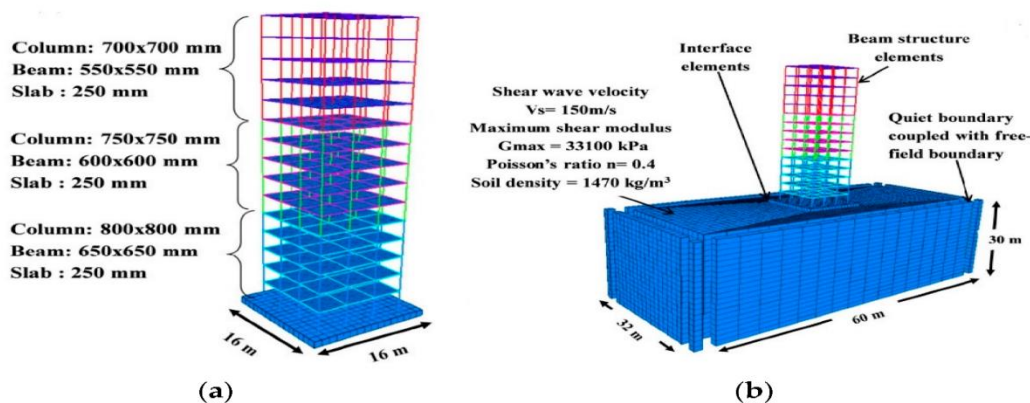 Column: 700x700 mm
Beam: 550x550 mm
Slab : 250 mm
Column: 750x750 mm
Beam: 600x600 mm
Slab : 250 mm
Column: 800x800 mm
Beam: 650x650 mm
Slab : 250 mm
16 m
16 m
(a)
Interface
elements
Beam structure
elements
Shear wave velocity
Vs= 150m/s
Maximum shear modulus
Gmax = 33100 kPa
Poisson's ratio n= 0.4
Soil density = 1470 kg/m³
Quiet boundary
coupled with free-
field boundary
30 m
32 m
60 m
(b)